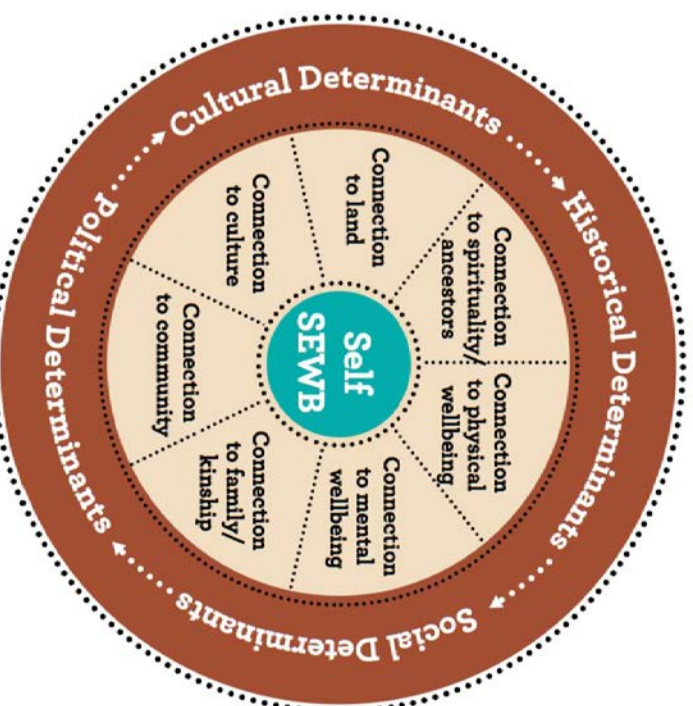 Cultural Determinants
Historical Determinants
Social Determinants
Political Determinants
Connection
to spirituality/
ancestors
Connection
to physical
wellbeing
Connection
to mental
wellbeing
Connection
to family/
kinship
Connection
to community
Connection
to culture
Connection
to land
Self
SEWB